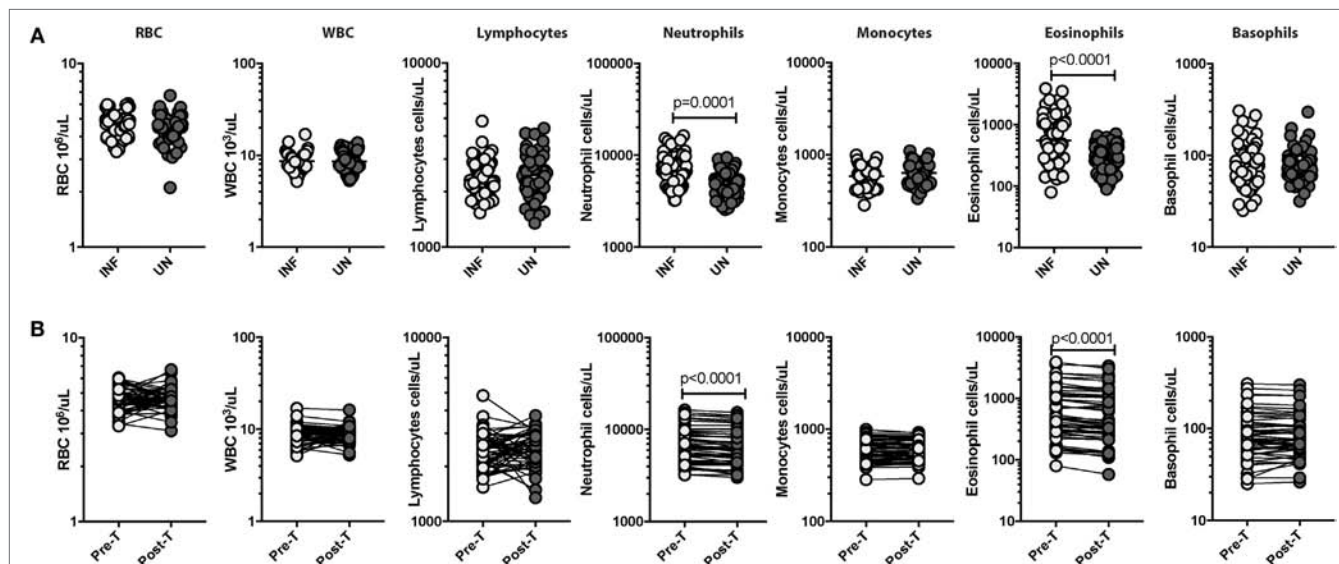 A
RBC
WBC
Lymphocytes
Neutrophils
Monocytes
Eosinophils
Basophils
RBC 10⁶/uL
10
1
INF
UN
WBC 10³/uL
100
10
1
INF
UN
Lymphocytes cells/uL
10000
1000
INF
UN
Neutrophil cells/uL
100000
10000
1000
p=0.0001
INF
UN
Monocytes cells/uL
10000
1000
100
INF
UN
Eosinophil cells/uL
10000
1000
100
10
p<0.0001
INF
UN
Basophil cells/uL
1000
100
10
INF
UN
B
RBC 10⁶/uL
10
1
Pre-T
Post-T
WBC 10³/uL
100
10
1
Pre-T
Post-T
Lymphocytes cells/uL
10000
1000
Pre-T
Post-T
Neutrophil cells/uL
100000
10000
1000
p<0.0001
Pre-T
Post-T
Monocytes cells/uL
10000
1000
100
Pre-T
Post-T
Eosinophil cells/uL
10000
1000
100
10
p<0.0001
Pre-T
Post-T
Basophil cells/uL
1000
100
10
Pre-T
Post-T